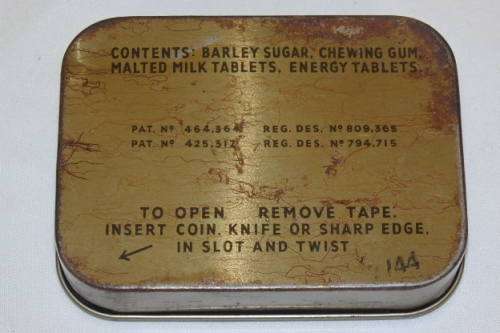 CONTENTS: BARLEY SUGAR, CHEWING GUM,
MALTED MILK TABLETS, ENERGY TABLETS.
PAT. Nº 464,364 REG. DES. Nº 809,365
PAT. Nº 425,312 REG. DES. Nº 794,715
TO OPEN REMOVE TAPE.
INSERT COIN, KNIFE OR SHARP EDGE,
IN SLOT AND TWIST
144